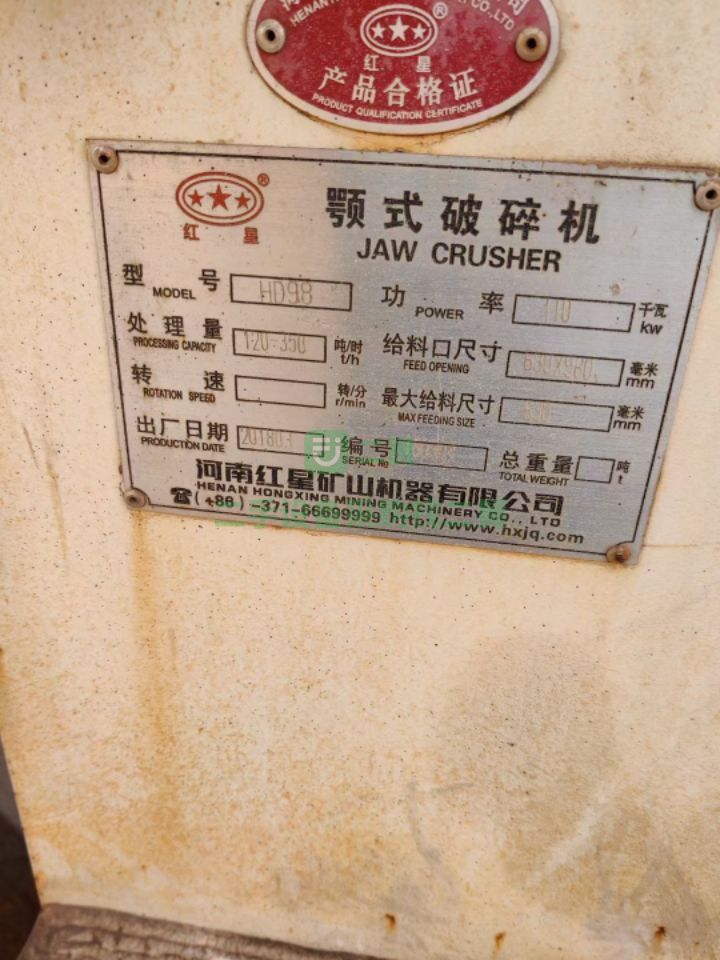 HENAN
CO.,LTD
®
红 星
产品合格证
PRODUCT QUALIFICATION CERTIFICATE
®
红 星
颚式破碎机
JAW CRUSHER
型 号 MODEL HD98 功 率 POWER 110 千瓦 kw
处理量 PROCESSING CAPACITY 120-350 吨/时 t/h 给料口尺寸 FEED OPENING 630X980 毫米 mm
转 速 ROTATION SPEED 转/分 r/min 最大给料尺寸 MAX FEEDING SIZE 毫米 mm
出厂日期 PRODUCTION DATE 201803 编号 SERIAL No 总重量 TOTAL WEIGHT 吨 t
河南红星矿山机器有限公司
HENAN HONGXING MINING MACHINERY CO., LTD
☎(+86)-371-66699999 http://www.hxjq.com